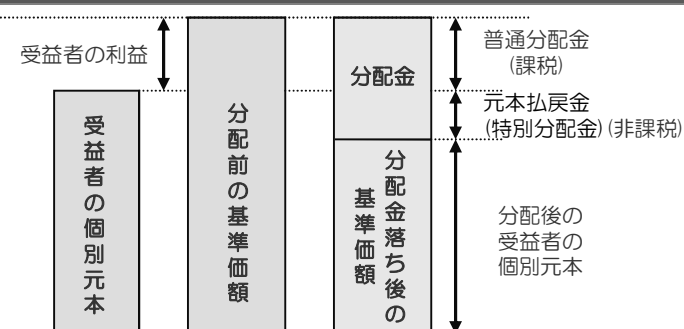 受益者の利益
受益者の個別元本
分配前の基準価額
分配金
分配金落ち後の
基準価額
普通分配金
(課税)
元本払戻金
(特別分配金)(非課税)
分配後の
受益者の
個別元本